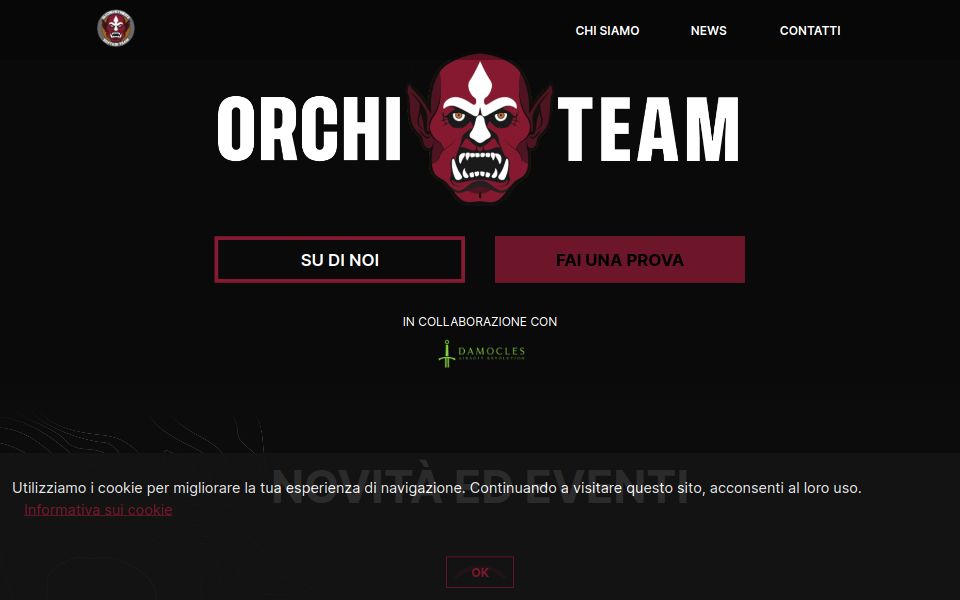 CHI SIAMO
NEWS
CONTATTI
ORCHI TEAM
SU DI NOI
FAI UNA PROVA
IN COLLABORAZIONE CON
DAMOCLES
NOVITÀ ED EVENTI
Utilizziamo i cookie per migliorare la tua esperienza di navigazione. Continuando a visitare questo sito, acconsenti al loro uso.
Informativa sui cookie
OK